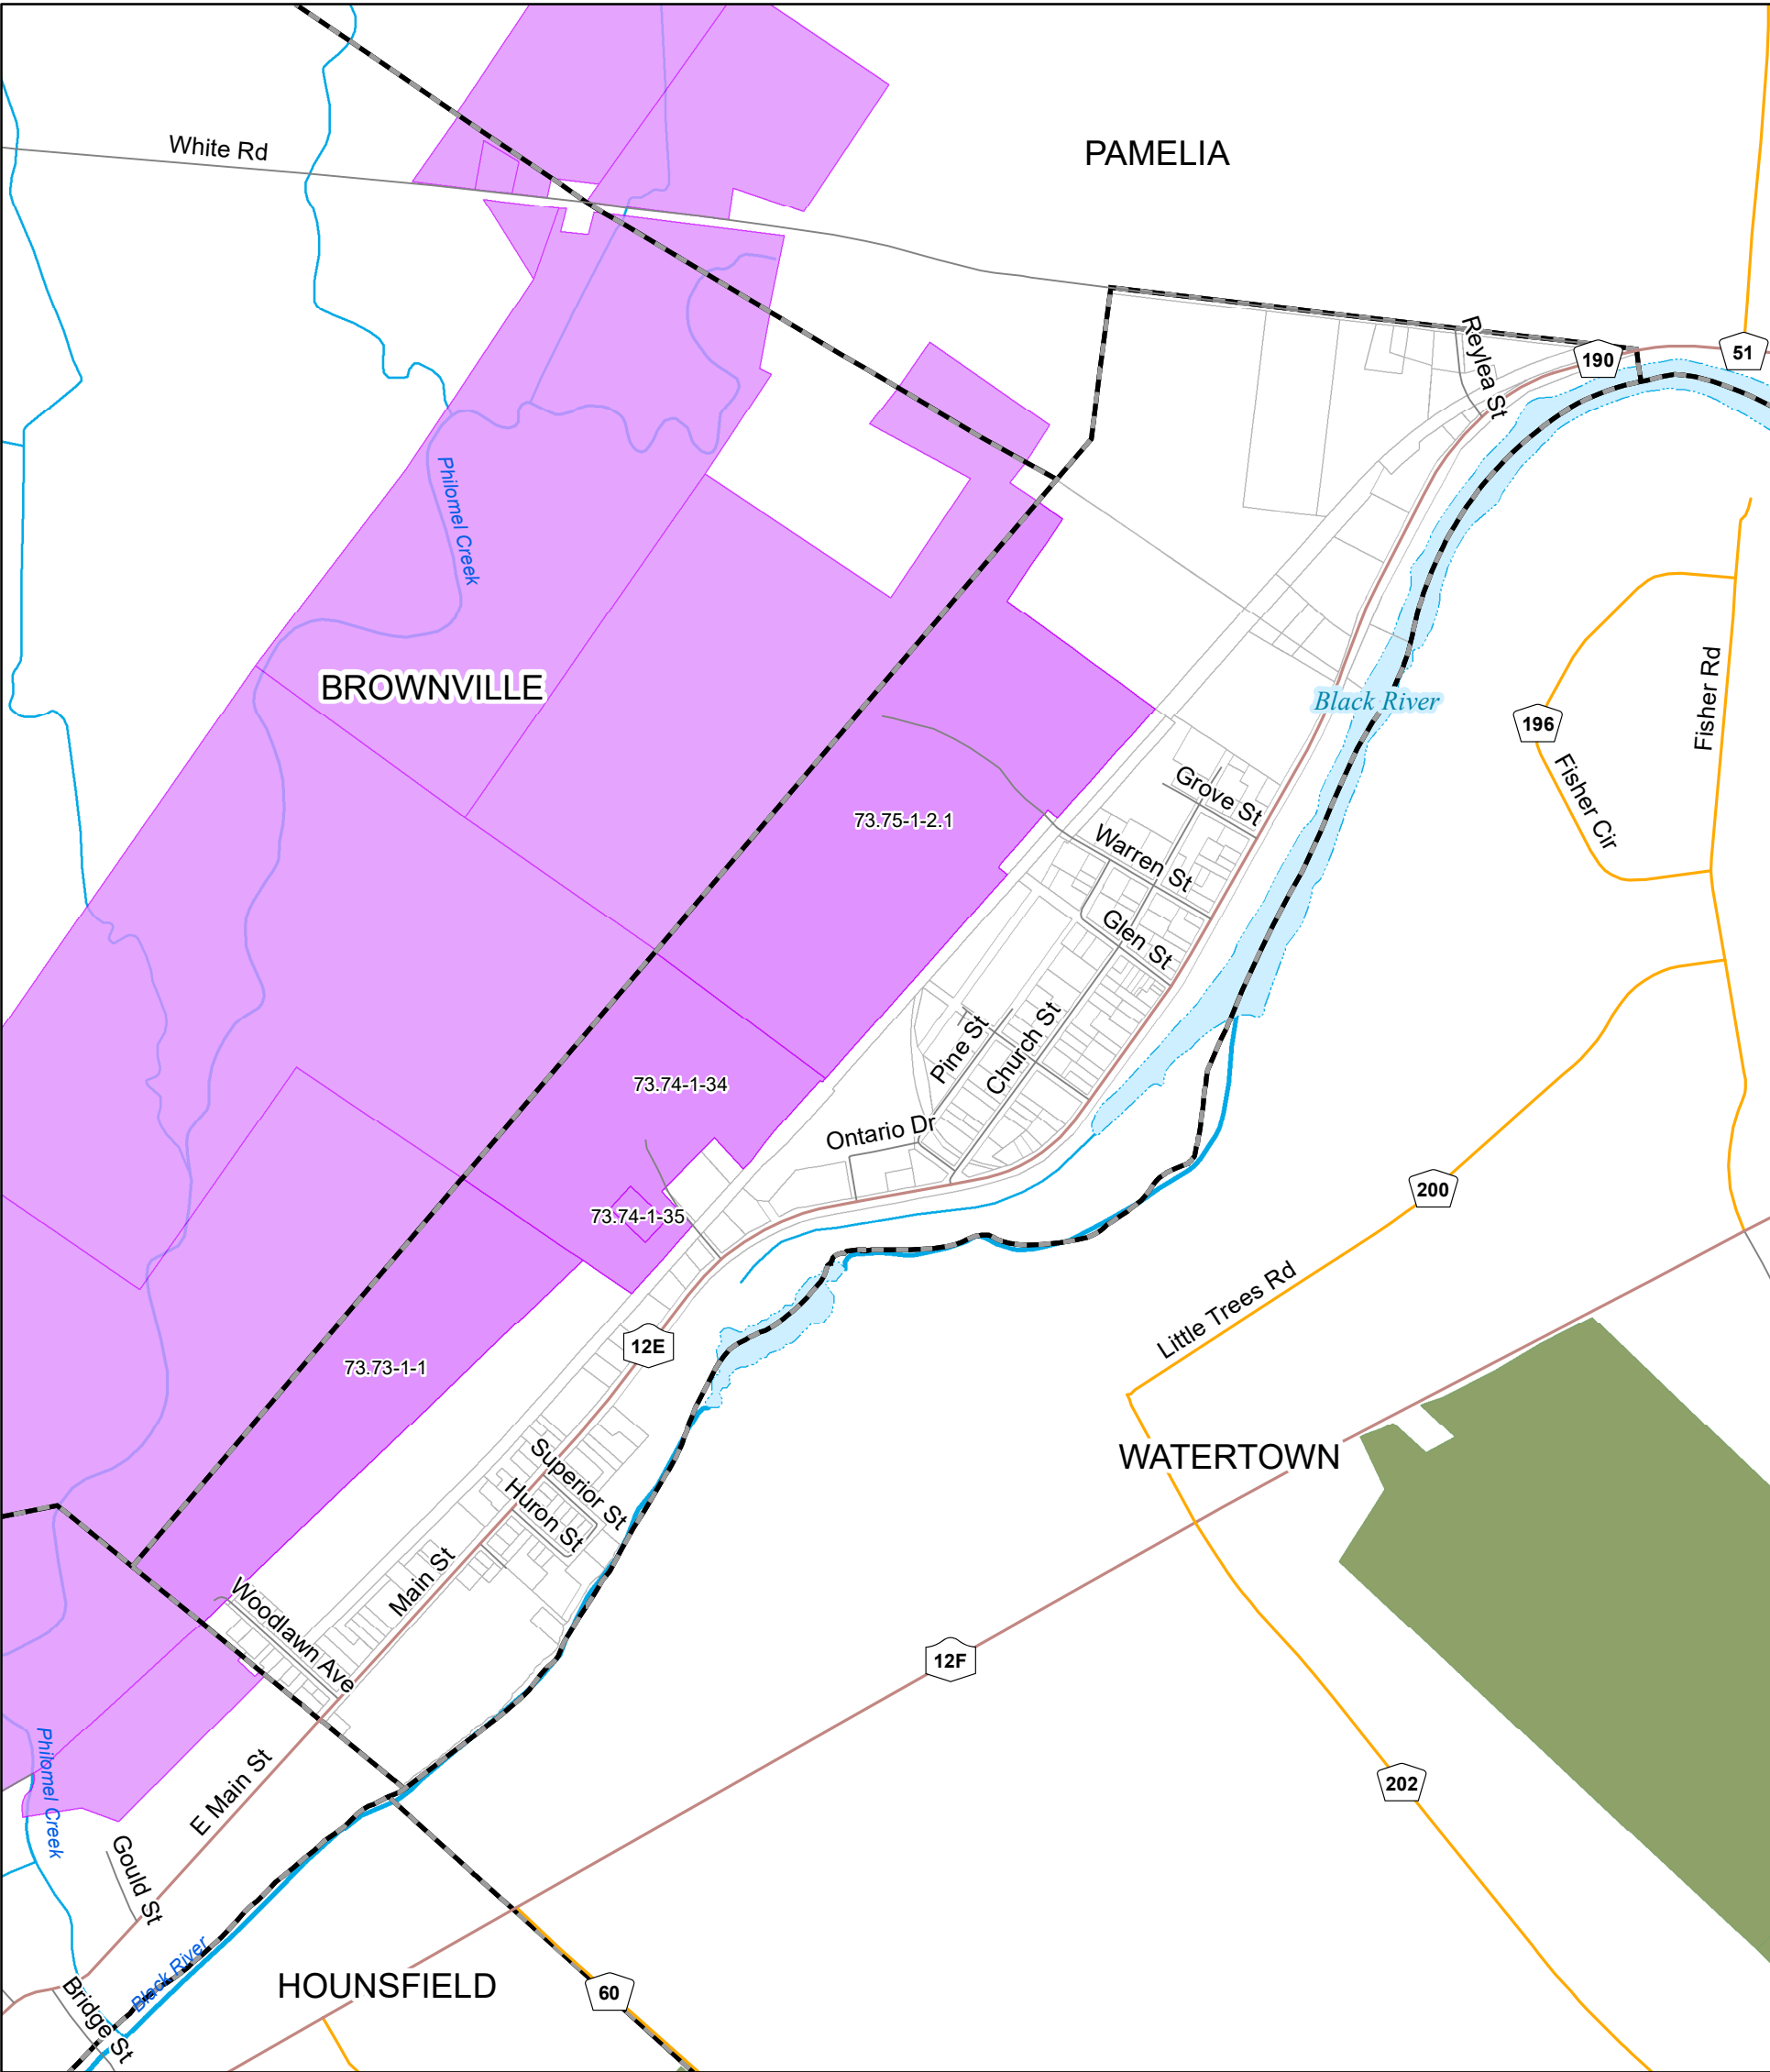 White Rd
PAMELIA
Reylea St
190
51
Philomel Creek
BROWNVILLE
Fisher Rd
Black River
196
Fisher Cir
Grove St
73.75-1-2.1
Warren St
Glen St
Pine St
Church St
73.74-1-34
Ontario Dr
200
73.74-1-35
Little Trees Rd
12E
73.73-1-1
WATERTOWN
Superior St
Huron St
Main St
Woodlawn Ave
12F
Philomel Creek
E Main St
202
Gould St
Black River
HOUNSFIELD
60
Bridge St